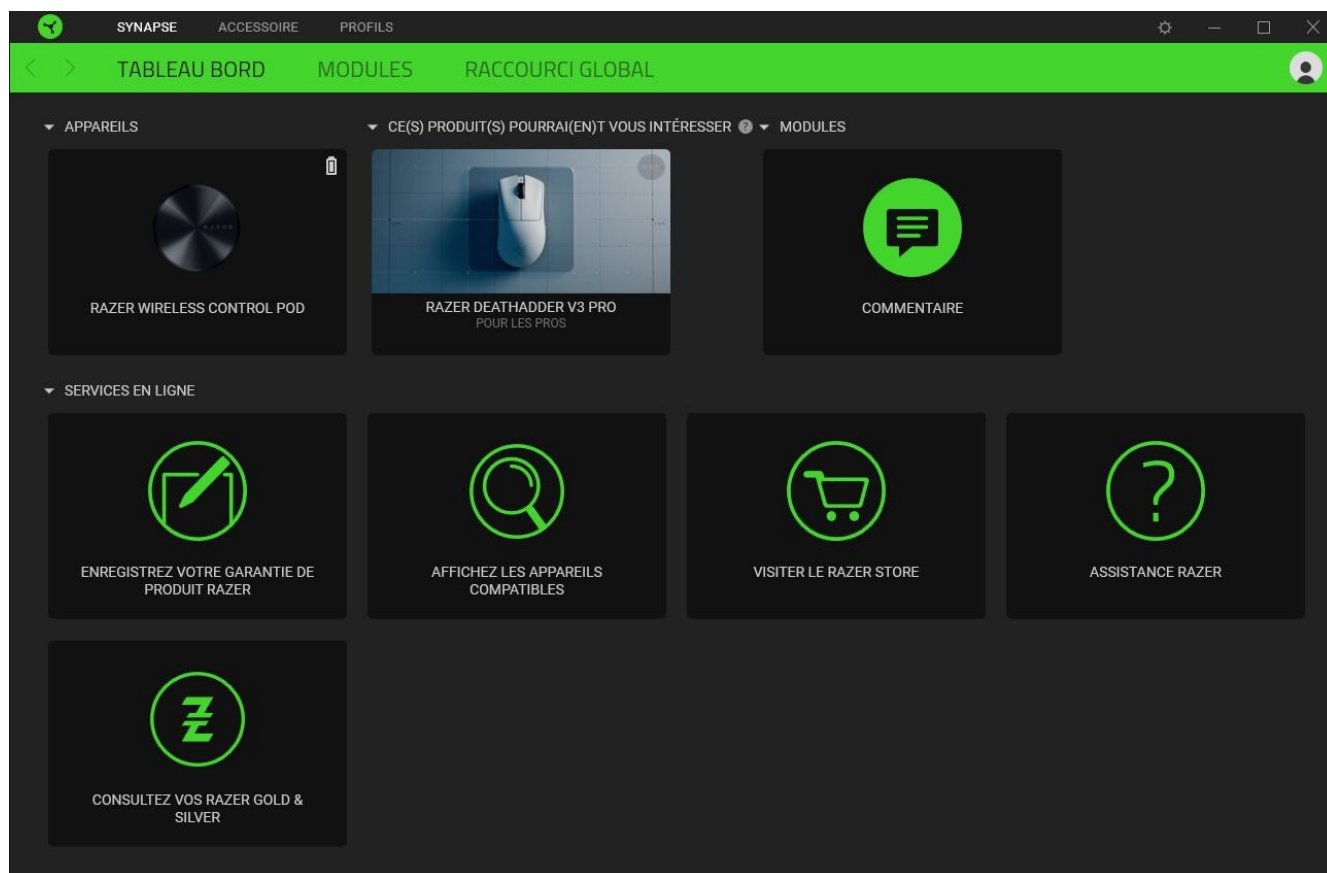 SYNAPSE
ACCESSOIRE
PROFILS
TABLEAU BORD
MODULES
RACCOURCI GLOBAL
APPAREILS
RAZER WIRELESS CONTROL POD
CE(S) PRODUIT(S) POURRAI(EN)T VOUS INTÉRESSER
RAZER DEATHADDER V3 PRO
POUR LES PROS
MODULES
COMMENTAIRE
SERVICES EN LIGNE
ENREGISTREZ VOTRE GARANTIE DE
PRODUIT RAZER
AFFICHEZ LES APPAREILS
COMPATIBLES
VISITER LE RAZER STORE
ASSISTANCE RAZER
CONSULTEZ VOS RAZER GOLD &
SILVER